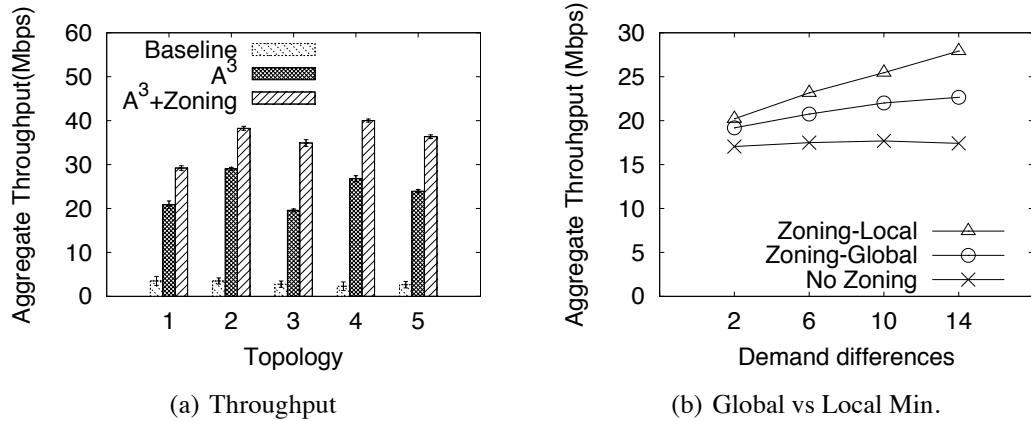 Aggregate Throughput(Mbps)
60
50
40
30
20
10
0
Baseline
A³
A³+Zoning
1 2 3 4 5
Topology
(a) Throughput
Aggregate Throuhgput (Mbps)
30
25
20
15
10
5
0
Zoning-Local
Zoning-Global
No Zoning
2 6 10 14
Demand differences
(b) Global vs Local Min.